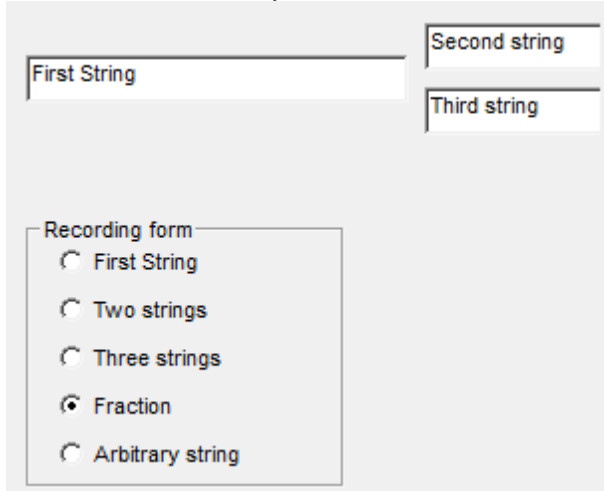 Second string
First String
Third string
Recording form
First String
Two strings
Three strings
Fraction
Arbitrary string